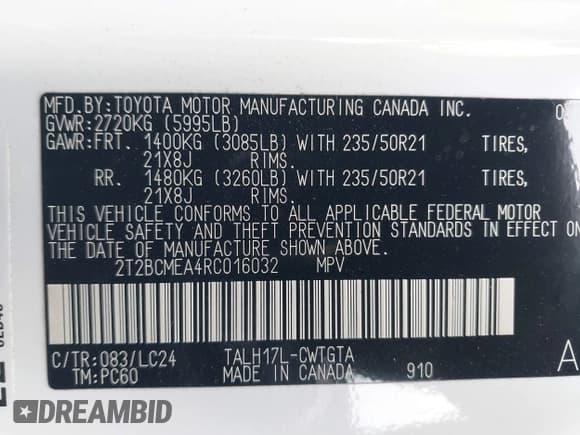 MFD.BY:TOYOTA MOTOR MANUFACTURING CANADA INC.
GVWR:2720KG (5995LB)
GAWR:FRT. 1400KG (3085LB) WITH 235/50R21 TIRES,
21X8J RIMS.
RR. 1480KG (3260LB) WITH 235/50R21 TIRES,
21X8J RIMS.
THIS VEHICLE CONFORMS TO ALL APPLICABLE FEDERAL MOTOR
VEHICLE SAFETY AND THEFT PREVENTION STANDARDS IN EFFECT ON
THE DATE OF MANUFACTURE SHOWN ABOVE.
2T2BCMEA4RC016032 MPV
C/TR:083/LC24 TALH17L-CWTGTA A
TM:PC60 MADE IN CANADA 910
DREAMBID